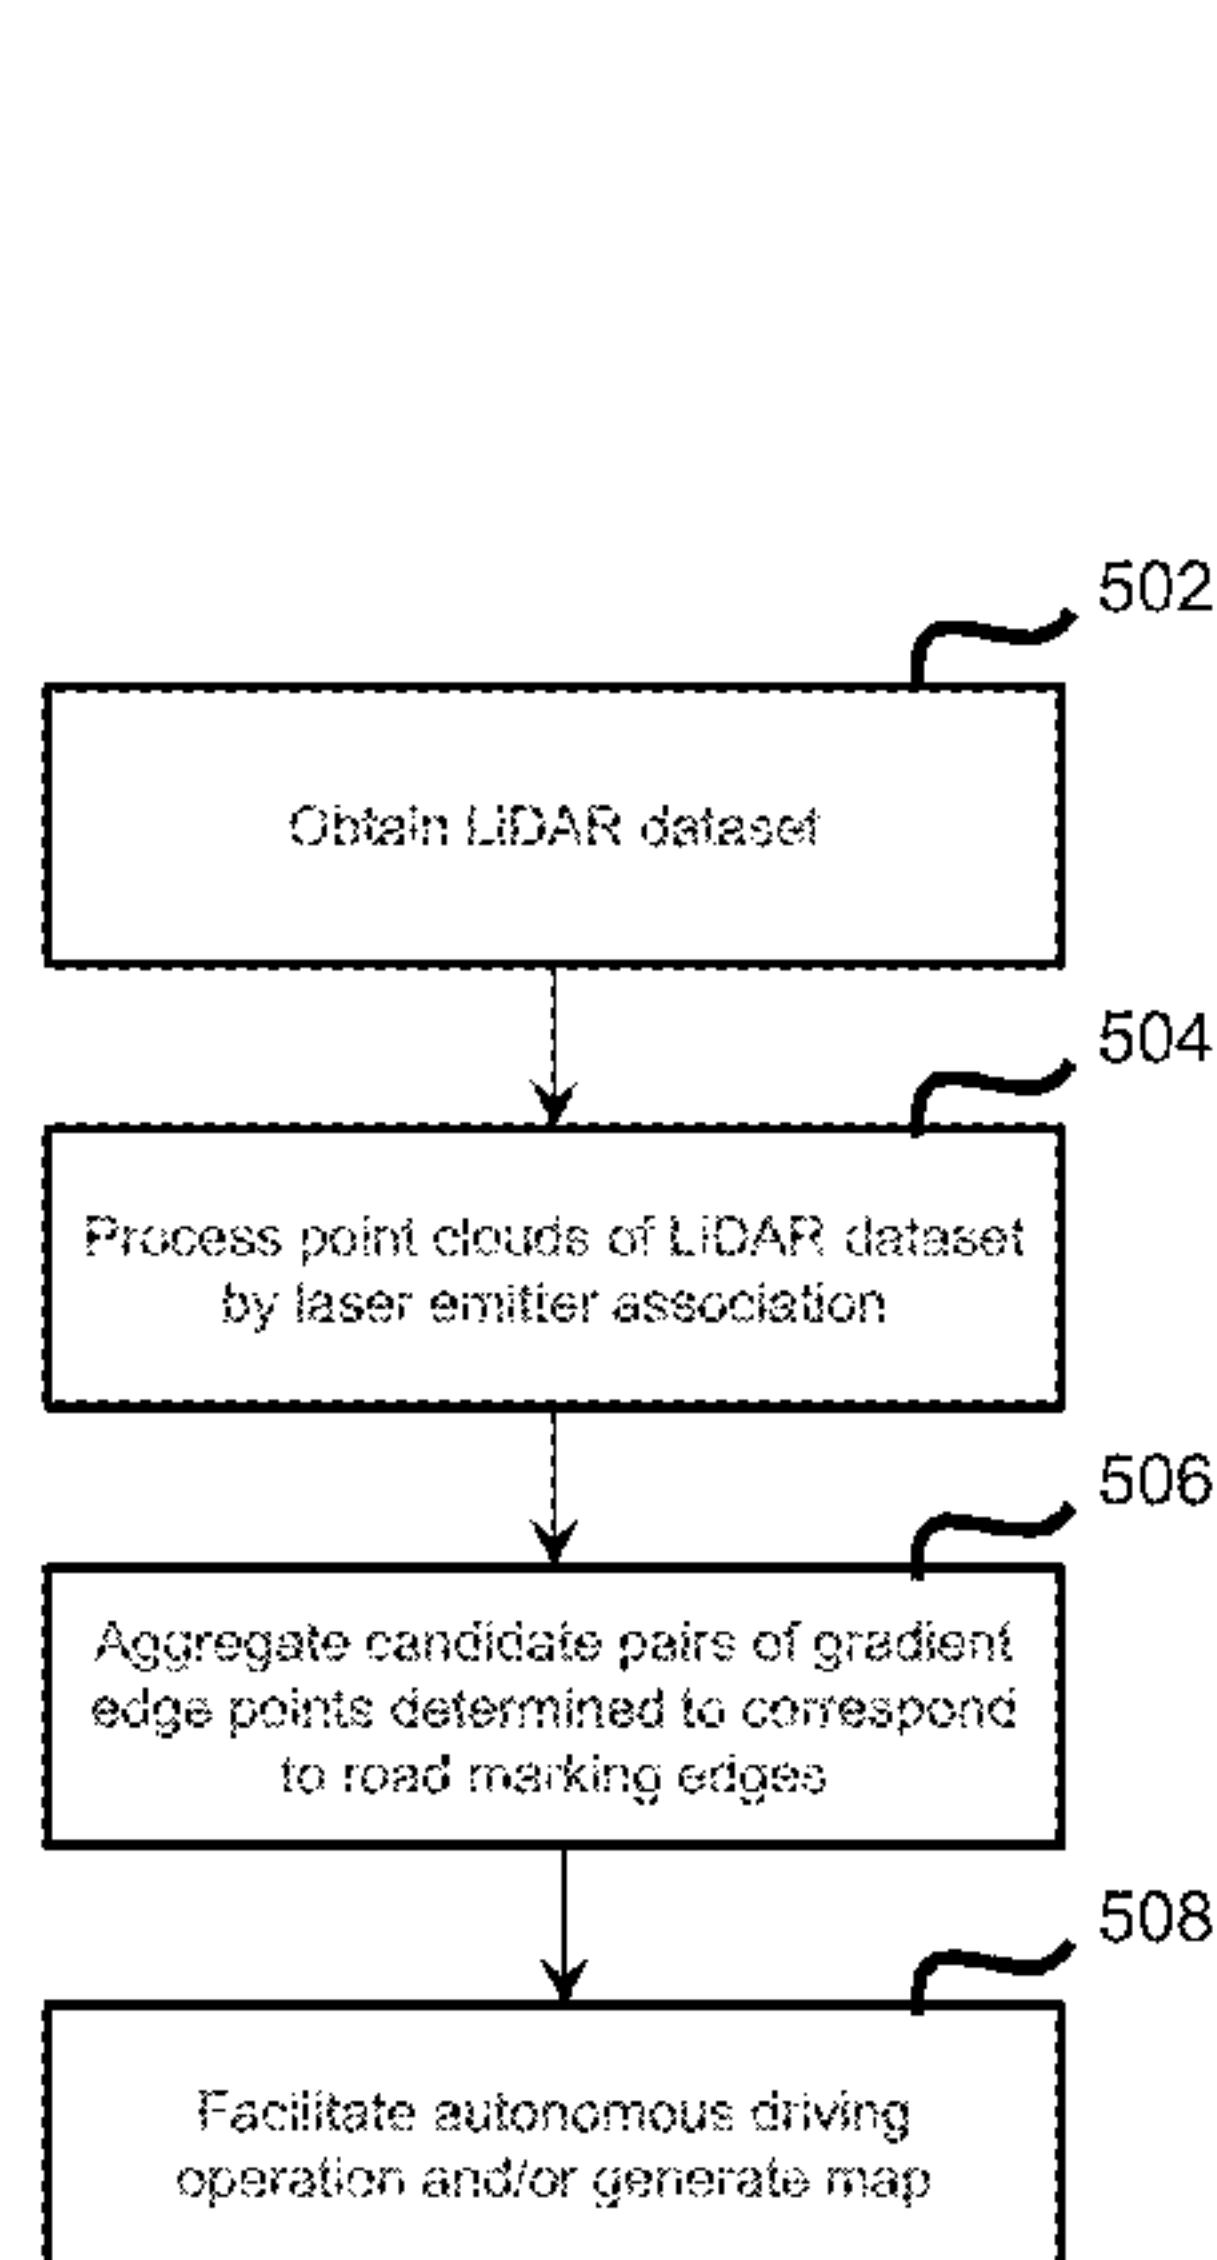 502
Obtain LiDAR dataset
504
Process point clouds of LiDAR dataset
by laser emitter association
506
Aggregate candidate pairs of gradient
edge points determined to correspond
to road marking edges
508
Facilitate autonomous driving
operation and/or generate map